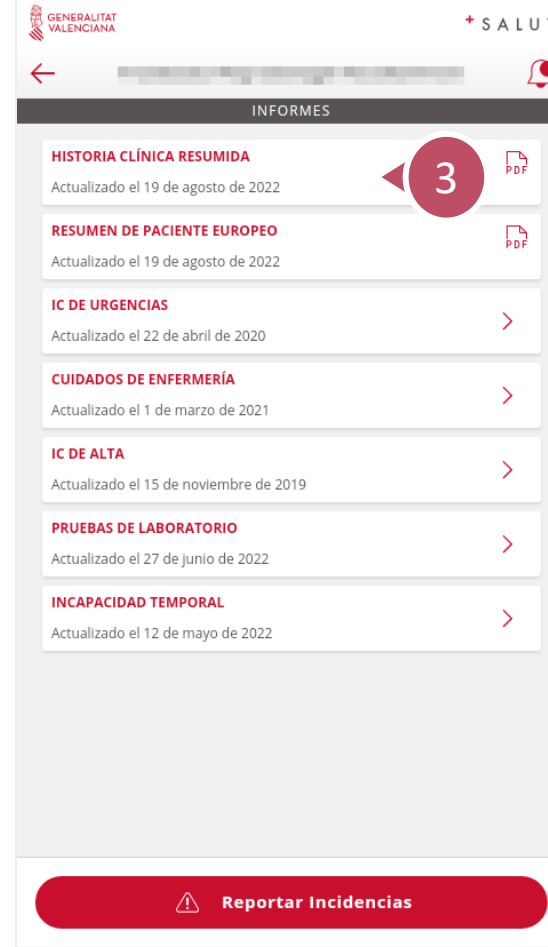 GENERALITAT
VALENCIANA
+ SALUT
INFORMES
HISTORIA CLÍNICA RESUMIDA
Actualizado el 19 de agosto de 2022
3
PDF
RESUMEN DE PACIENTE EUROPEO
Actualizado el 19 de agosto de 2022
PDF
IC DE URGENCIAS
Actualizado el 22 de abril de 2020
CUIDADOS DE ENFERMERÍA
Actualizado el 1 de marzo de 2021
IC DE ALTA
Actualizado el 15 de noviembre de 2019
PRUEBAS DE LABORATORIO
Actualizado el 27 de junio de 2022
INCAPACIDAD TEMPORAL
Actualizado el 12 de mayo de 2022
Reportar Incidencias